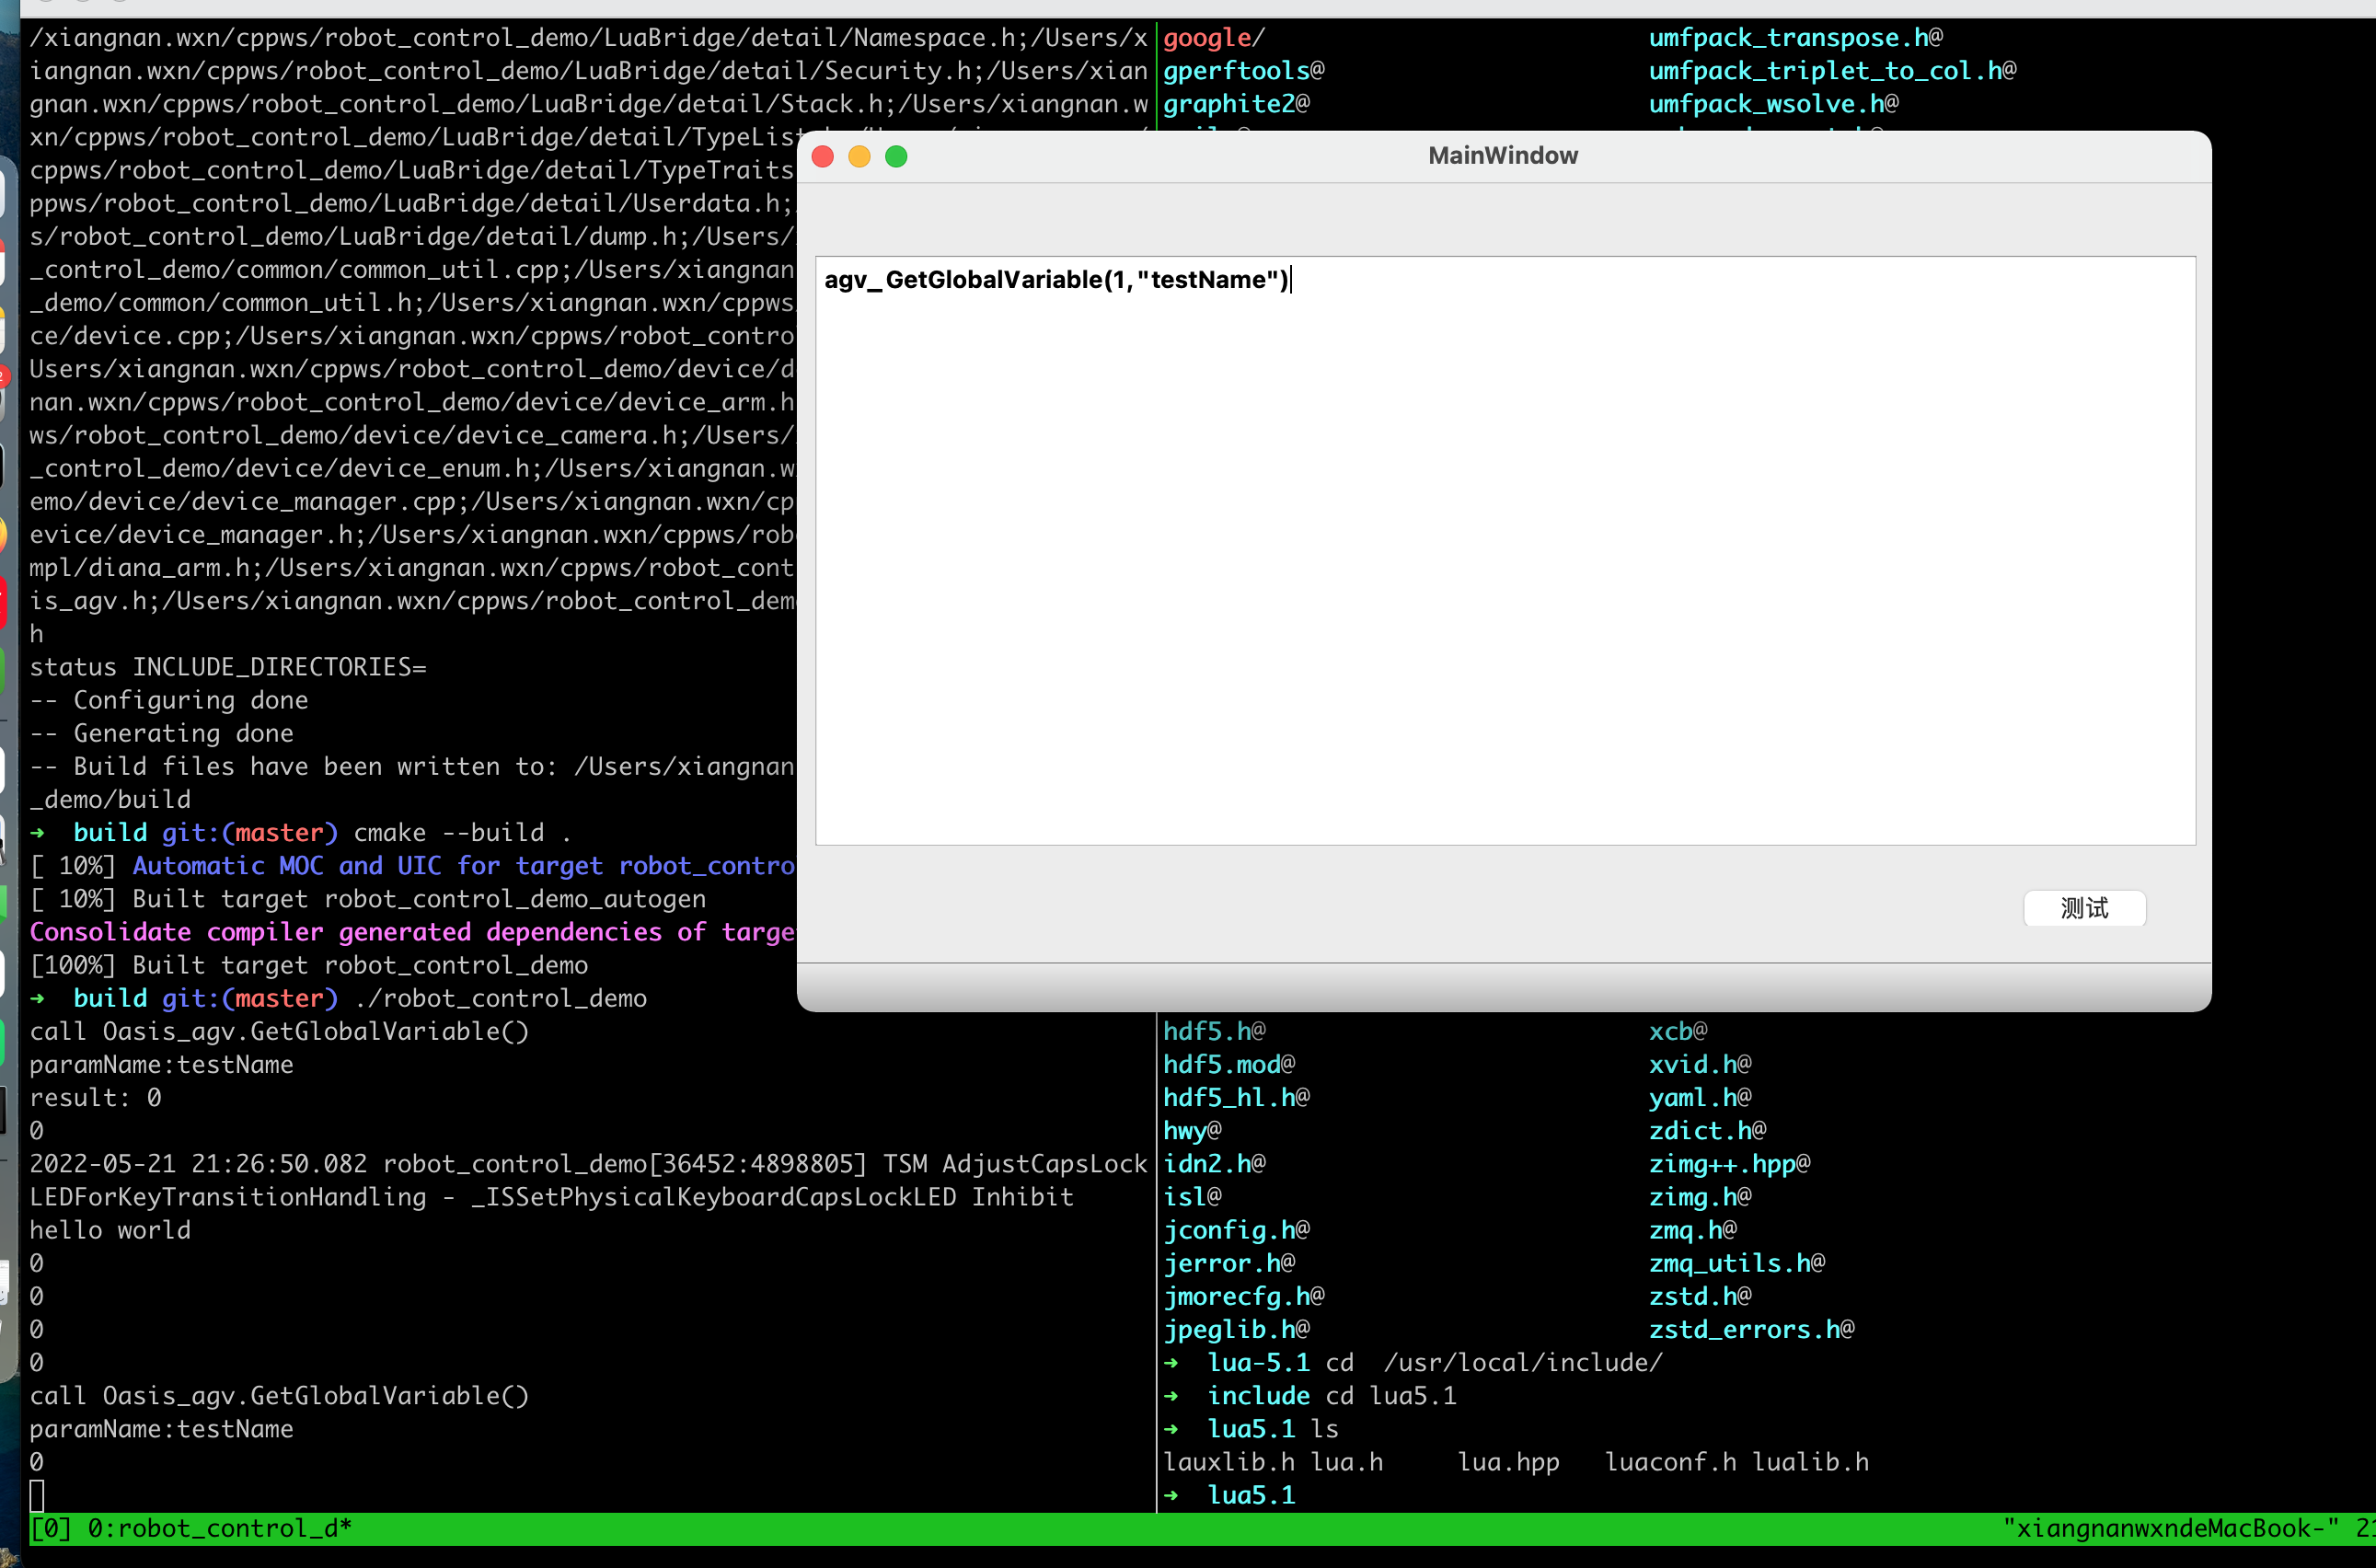 /xiangnan.wxn/cppws/robot_control_demo/LuaBridge/detail/Namespace.h;/Users/x
iangnan.wxn/cppws/robot_control_demo/LuaBridge/detail/Security.h;/Users/xian
gnan.wxn/cppws/robot_control_demo/LuaBridge/detail/Stack.h;/Users/xiangnan.w
xn/cppws/robot_control_demo/LuaBridge/detail/TypeList
cppws/robot_control_demo/LuaBridge/detail/TypeTraits
ppws/robot_control_demo/LuaBridge/detail/Userdata.h;
s/robot_control_demo/LuaBridge/detail/dump.h;/Users/
_control_demo/common/common_util.cpp;/Users/xiangnan
_demo/common/common_util.h;/Users/xiangnan.wxn/cppws
ce/device.cpp;/Users/xiangnan.wxn/cppws/robot_contro
Users/xiangnan.wxn/cppws/robot_control_demo/device/d
nan.wxn/cppws/robot_control_demo/device/device_arm.h
ws/robot_control_demo/device/device_camera.h;/Users/
_control_demo/device/device_enum.h;/Users/xiangnan.w
emo/device/device_manager.cpp;/Users/xiangnan.wxn/cp
evice/device_manager.h;/Users/xiangnan.wxn/cppws/rob
mpl/diana_arm.h;/Users/xiangnan.wxn/cppws/robot_cont
is_agv.h;/Users/xiangnan.wxn/cppws/robot_control_dem
h
status INCLUDE_DIRECTORIES=
-- Configuring done
-- Generating done
-- Build files have been written to: /Users/xiangnan
_demo/build
➜  build git:(master) cmake --build .
[ 10%] Automatic MOC and UIC for target robot_contro
[ 10%] Built target robot_control_demo_autogen
Consolidate compiler generated dependencies of targe
[100%] Built target robot_control_demo
➜  build git:(master) ./robot_control_demo
call Oasis_agv.GetGlobalVariable()
paramName:testName
result: 0
0
2022-05-21 21:26:50.082 robot_control_demo[36452:4898805] TSM AdjustCapsLock
LEDForKeyTransitionHandling - _ISSetPhysicalKeyboardCapsLockLED Inhibit
hello world
0
0
0
0
call Oasis_agv.GetGlobalVariable()
paramName:testName
0
google/ umfpack_transpose.h@
gperftools@ umfpack_triplet_to_col.h@
graphite2@ umfpack_wsolve.h@
MainWindow
agv_GetGlobalVariable(1,"testName")
测试
hdf5.h@ xcb@
hdf5.mod@ xvid.h@
hdf5_hl.h@ yaml.h@
hwy@ zdict.h@
idn2.h@ zimg++.hpp@
isl@ zimg.h@
jconfig.h@ zmq.h@
jerror.h@ zmq_utils.h@
jmorecfg.h@ zstd.h@
jpeglib.h@ zstd_errors.h@
➜  lua-5.1 cd  /usr/local/include/
➜  include cd lua5.1
➜  lua5.1 ls
lauxlib.h lua.h     lua.hpp   luaconf.h lualib.h
➜  lua5.1
[0] 0:robot_control_d* "xiangnanwxndeMacBook-" 21